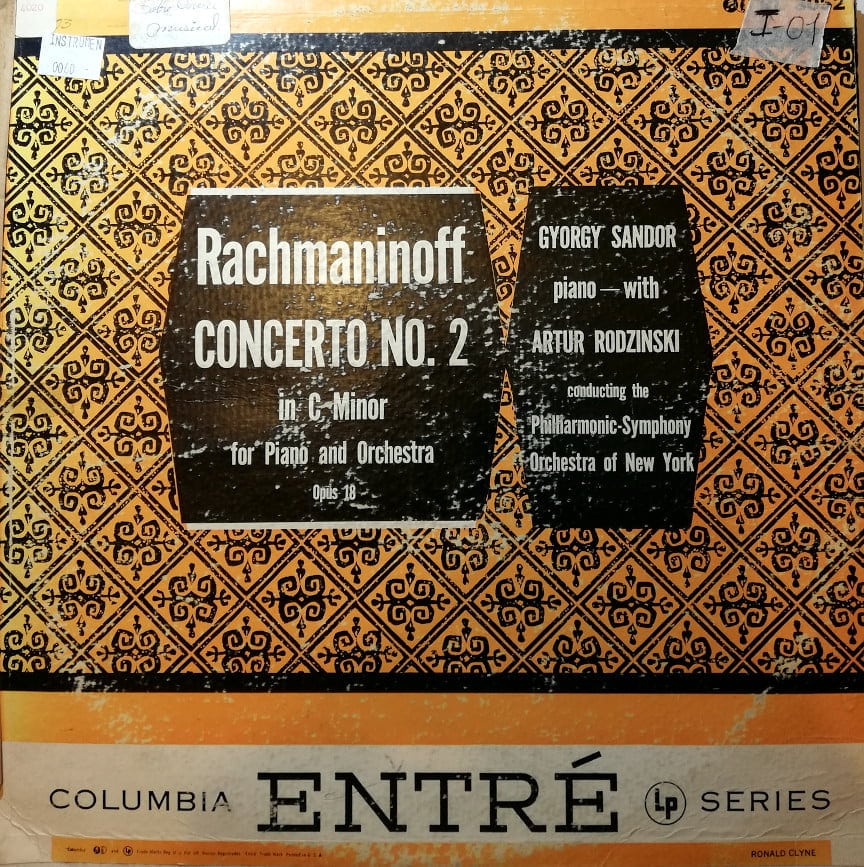 4020
INSTRUMEN
I-01
Rachmaninoff
CONCERTO NO. 2
in C Minor
for Piano and Orchestra
Opus 18
GYORGY SANDOR
piano — with
ARTUR RODZINSKI
conducting the
Philharmonic-Symphony
Orchestra of New York
COLUMBIA ENTRÉ Lp SERIES
RONALD CLYNE